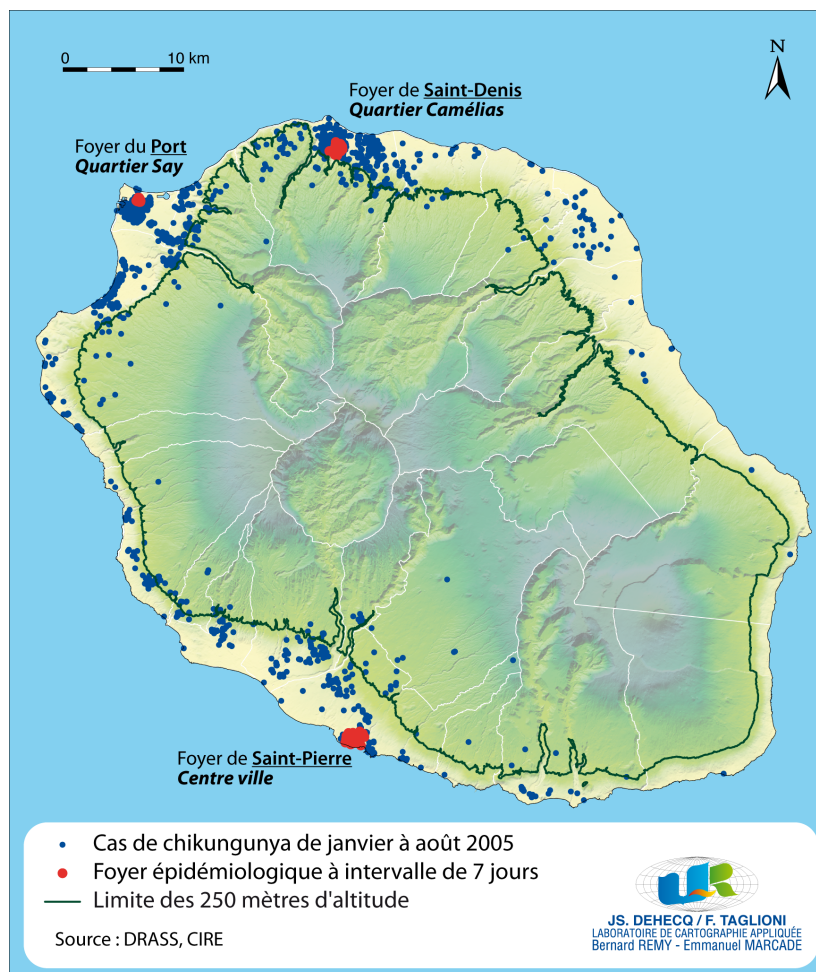 0 10 km
N
Foyer de Saint-Denis
Quartier Camélias
Foyer du Port
Quartier Say
Foyer de Saint-Pierre
Centre ville
Cas de chikungunya de janvier à août 2005
Foyer épidémiologique à intervalle de 7 jours
Limite des 250 mètres d'altitude
Source : DRASS, CIRE
UR
JS. DEHECQ / F. TAGLIONI
LABORATOIRE DE CARTOGRAPHIE APPLIQUÉE
Bernard REMY - Emmanuel MARCADE